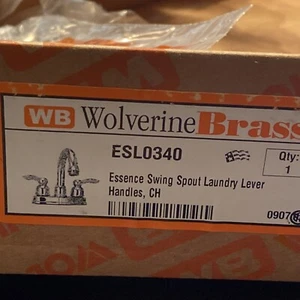 WB Wolverine Brass
ESL0340
Qty:
1
Essence Swing Spout Laundry Lever
Handles, CH
0907